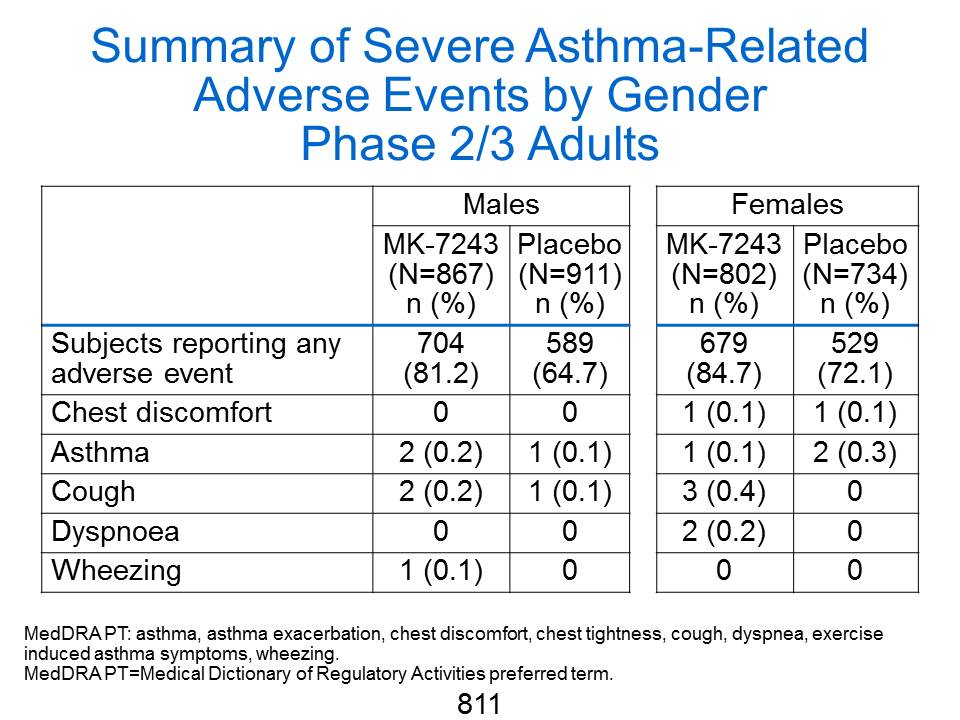 Summary of Severe Asthma-Related
Adverse Events by Gender
Phase 2/3 Adults
Males Females
MK-7243 Placebo MK-7243 Placebo
(N=867) (N=911) (N=802) (N=734)
n (%) n (%) n (%) n (%)
Subjects reporting any 704 589 679 529
adverse event (81.2) (64.7) (84.7) (72.1)
Chest discomfort 0 0 1 (0.1) 1 (0.1)
Asthma 2 (0.2) 1 (0.1) 1 (0.1) 2 (0.3)
Cough 2 (0.2) 1 (0.1) 3 (0.4) 0
Dyspnoea 0 0 2 (0.2) 0
Wheezing 1 (0.1) 0 0 0
MedDRA PT: asthma, asthma exacerbation, chest discomfort, chest tightness, cough, dyspnea, exercise
induced asthma symptoms, wheezing.
MedDRA PT=Medical Dictionary of Regulatory Activities preferred term.
811